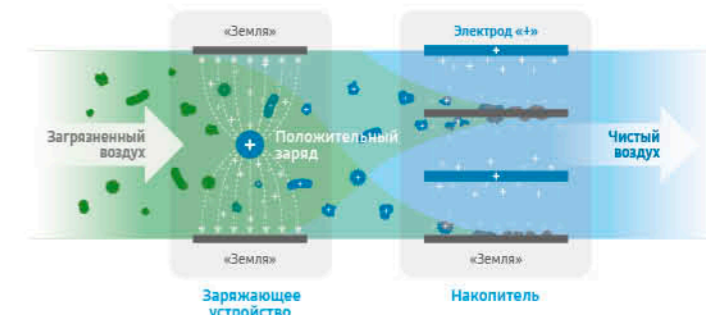 «Земля»
Электрод «+»
Загрязненный
воздух
Положительный
заряд
Чистый
воздух
«Земля»
«Земля»
Заряжающее
устройство
Накопитель